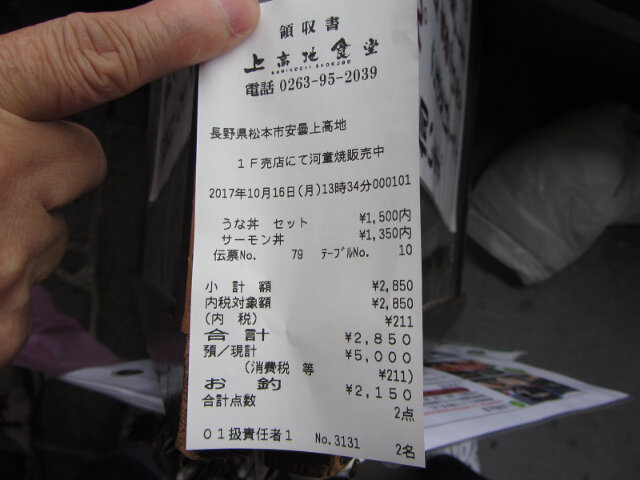 領収書
上高地食堂
KAMIKOCHI SHOKUDO
電話 0263-95-2039
長野県松本市安曇上高地
1F売店にて河童焼販売中
2017年10月16日(月)13時34分000101
うな丼 セット ¥1,500内
サーモン丼 ¥1,350内
伝票No. 79 テーブルNo. 10
小計額 ¥2,850
内税対象額 ¥2,850
(内 税) ¥211
合計 ¥2,850
預/現計 ¥5,000
(消費税 等 ¥211)
お釣 ¥2,150
合計点数 2点
01扱責任者1 No.3131 2名